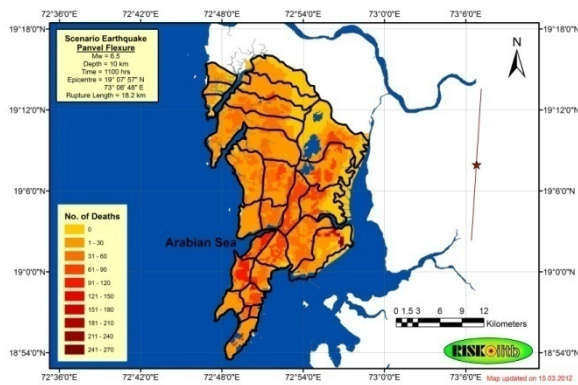 72°36'0"E 72°42'0"E 72°48'0"E 72°54'0"E 73°0'0"E 73°6'0"E
19°18'0"N
19°12'0"N
19°6'0"N
19°0'0"N
18°54'0"N
Scenario Earthquake
Panvel Flexure
Mw = 6.5
Depth = 10 km
Time = 1100 hrs
Epicentre = 19° 07' 57" N
73° 06' 48" E
Rupture Length = 18.2 km
N
19°18'0"N
19°12'0"N
19°6'0"N
19°0'0"N
18°54'0"N
No. of Deaths
0
1 - 30
31 - 60
61 - 90
91 - 120
121 - 150
151 - 180
181 - 210
211 - 240
241 - 270
Arabian Sea
0 1.5 3 6 9 12
Kilometers
RISK@iitb
72°36'0"E 72°42'0"E 72°48'0"E 72°54'0"E 73°0'0"E 73°6'0"E
Map updated on 15.03.2012